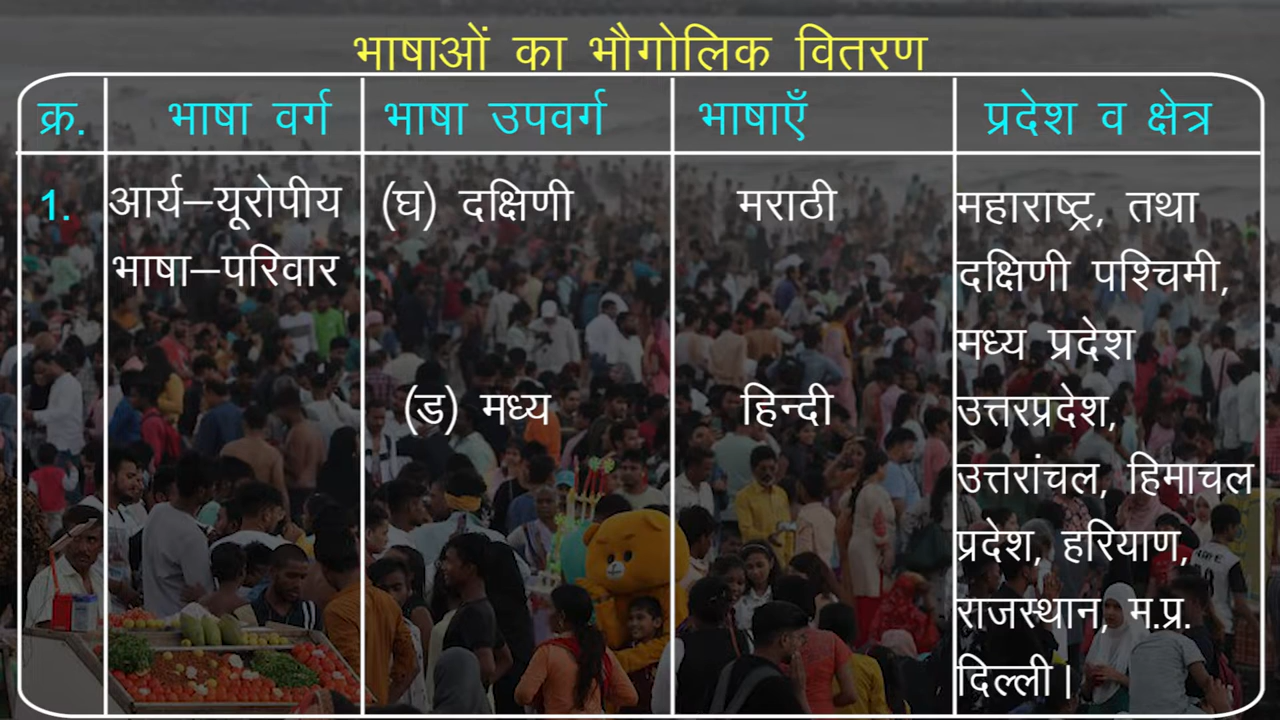 भाषाओं का भौगोलिक वितरण
क्र. भाषा वर्ग भाषा उपवर्ग भाषाएँ प्रदेश व क्षेत्र
1. आर्य–यूरोपीय (घ) दक्षिणी मराठी महाराष्ट्र, तथा
भाषा–परिवार दक्षिणी पश्चिमी,
मध्य प्रदेश
(ड) मध्य हिन्दी उत्तरप्रदेश,
उत्तरांचल, हिमाचल
प्रदेश, हरियाण,
राजस्थान, म.प्र.
दिल्ली।